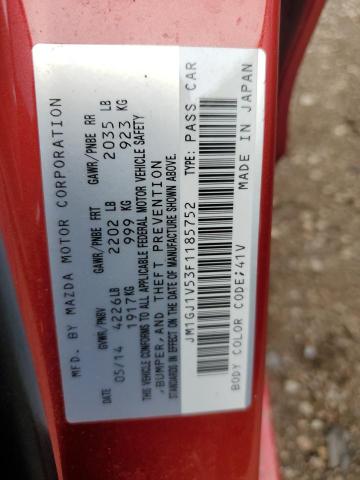 MFD. BY MAZDA MOTOR CORPORATION
GVWR/PNBV GAWR/PNBE FRT GAWR/PNBE RR
05/14 4226LB 2202 LB 2035 LB
1917KG 999 KG 923 KG
THIS VEHICLE CONFORMS TO ALL APPLICABLE FEDERAL MOTOR VEHICLE SAFETY
,BUMPER,AND THEFT PREVENTION
STANDARDS IN EFFECT ON THE DATE OF MANUFACTURE SHOWN ABOVE.
JM1GJ1V53F1185752 TYPE: PASS CAR
BODY COLOR CODE;41V MADE IN JAPAN